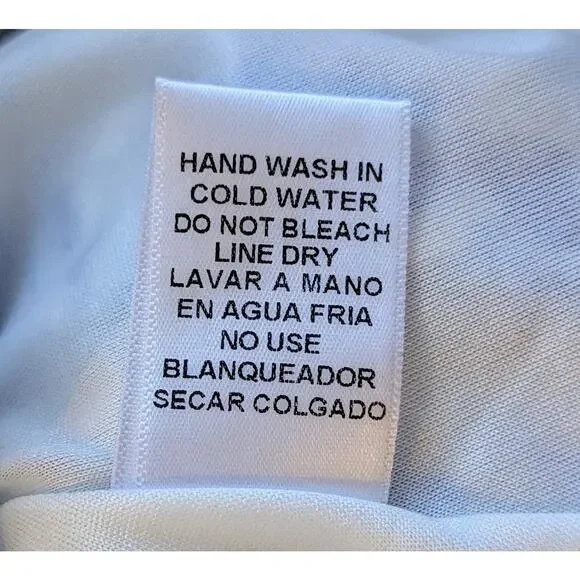 HAND WASH IN
COLD WATER
DO NOT BLEACH
LINE DRY
LAVAR A MANO
EN AGUA FRIA
NO USE
BLANQUEADOR
SECAR COLGADO